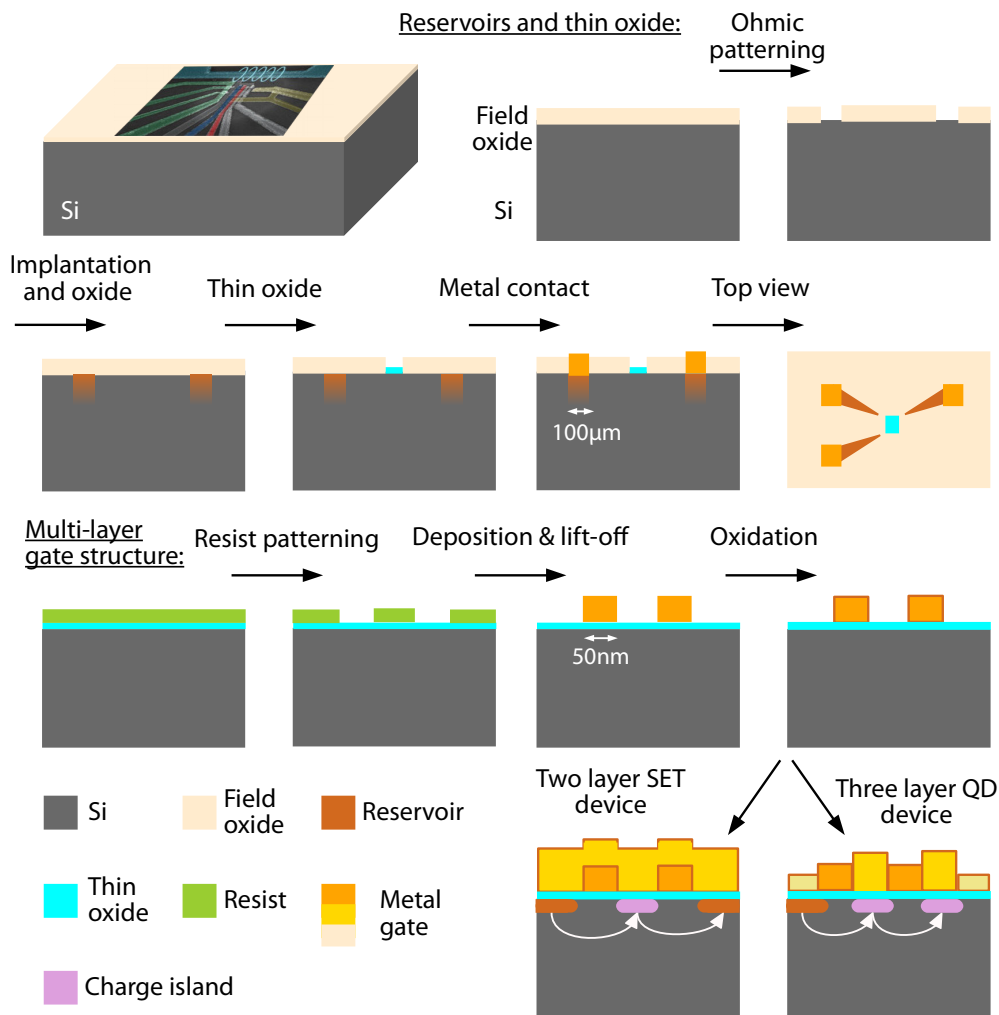 Reservoirs and thin oxide:
Ohmic
patterning
Field
oxide
Si
Si
Implantation
and oxide
Thin oxide
Metal contact
Top view
100μm
Multi-layer
gate structure:
Resist patterning
Deposition & lift-off
Oxidation
50nm
Two layer SET
device
Three layer QD
device
Si
Field
oxide
Reservoir
Thin
oxide
Resist
Metal
gate
Charge island